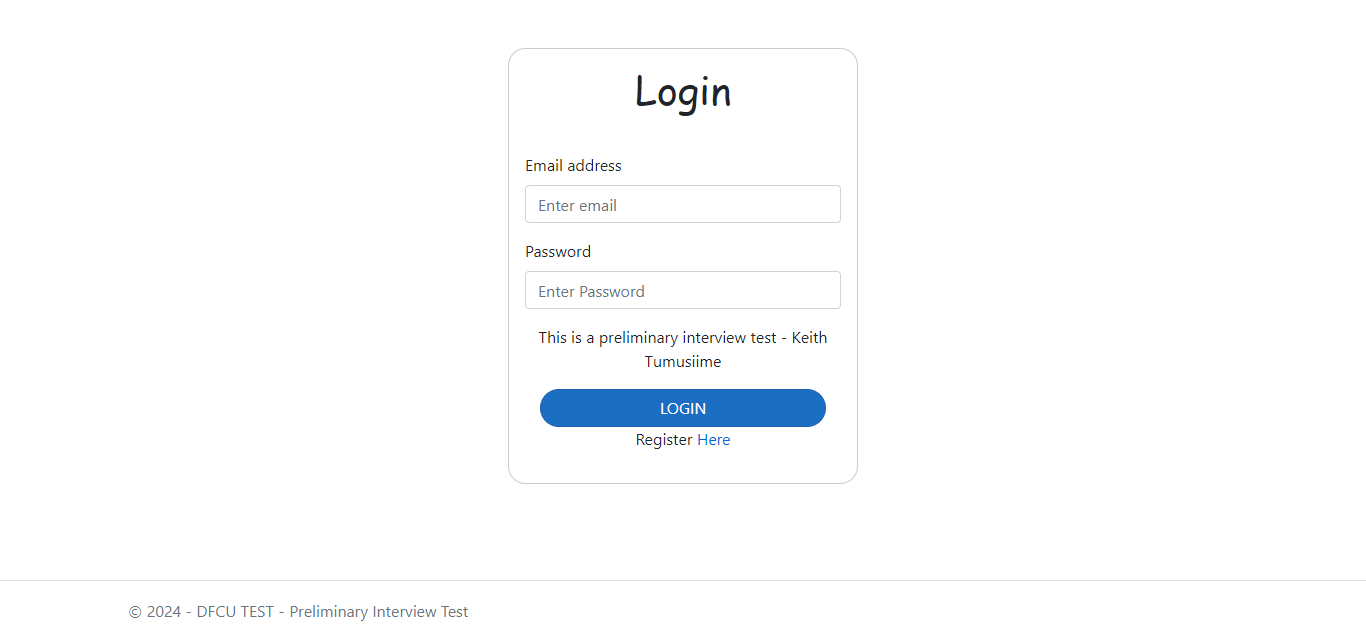 Login
Email address
Enter email
Password
Enter Password
This is a preliminary interview test - Keith
Tumusiime
LOGIN
Register Here
© 2024 - DFCU TEST - Preliminary Interview Test